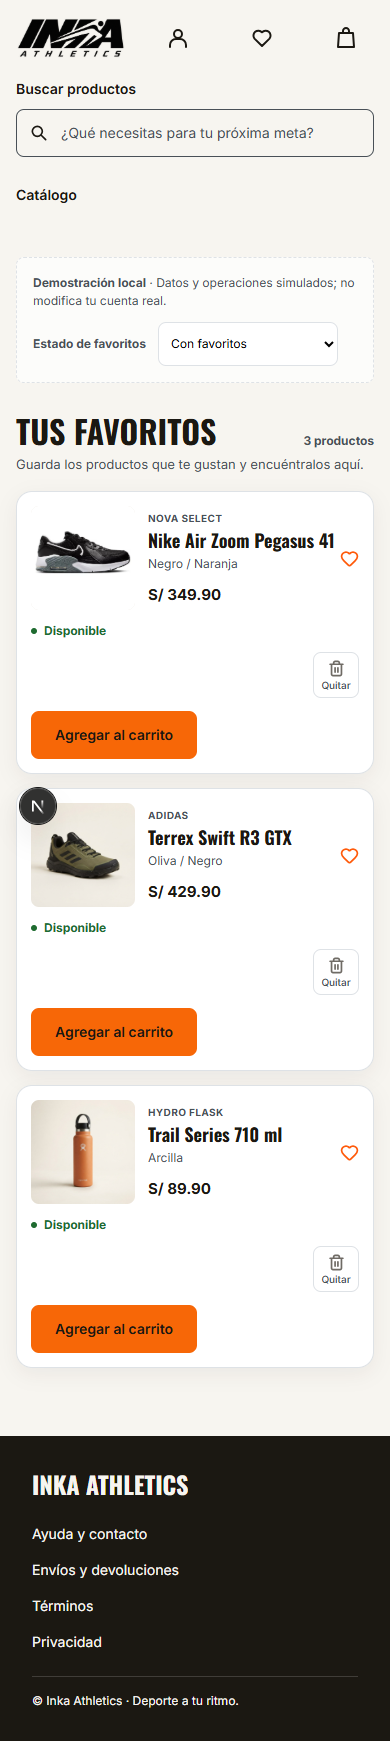 INKA
ATHLETICS
Buscar productos
¿Qué necesitas para tu próxima meta?
Catálogo
Demostración local · Datos y operaciones simulados; no
modifica tu cuenta real.
Estado de favoritos
Con favoritos
TUS FAVORITOS
3 productos
Guarda los productos que te gustan y encuéntralos aquí.
NOVA SELECT
Nike Air Zoom Pegasus 41
Negro / Naranja
S/ 349.90
Disponible
Quitar
Agregar al carrito
N
ADIDAS
Terrex Swift R3 GTX
Oliva / Negro
S/ 429.90
Disponible
Quitar
Agregar al carrito
HYDRO FLASK
Trail Series 710 ml
Arcilla
S/ 89.90
Disponible
Quitar
Agregar al carrito
INKA ATHLETICS
Ayuda y contacto
Envíos y devoluciones
Términos
Privacidad
© Inka Athletics · Deporte a tu ritmo.